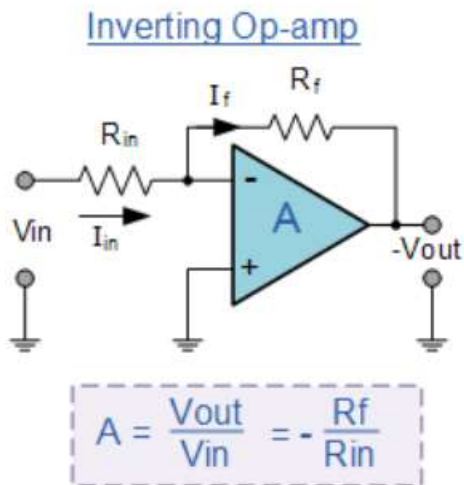 Inverting Op-amp
If
Rf
Rin
-
A
Vin
Iin
+
-Vout
A = Vout/Vin = - Rf/Rin